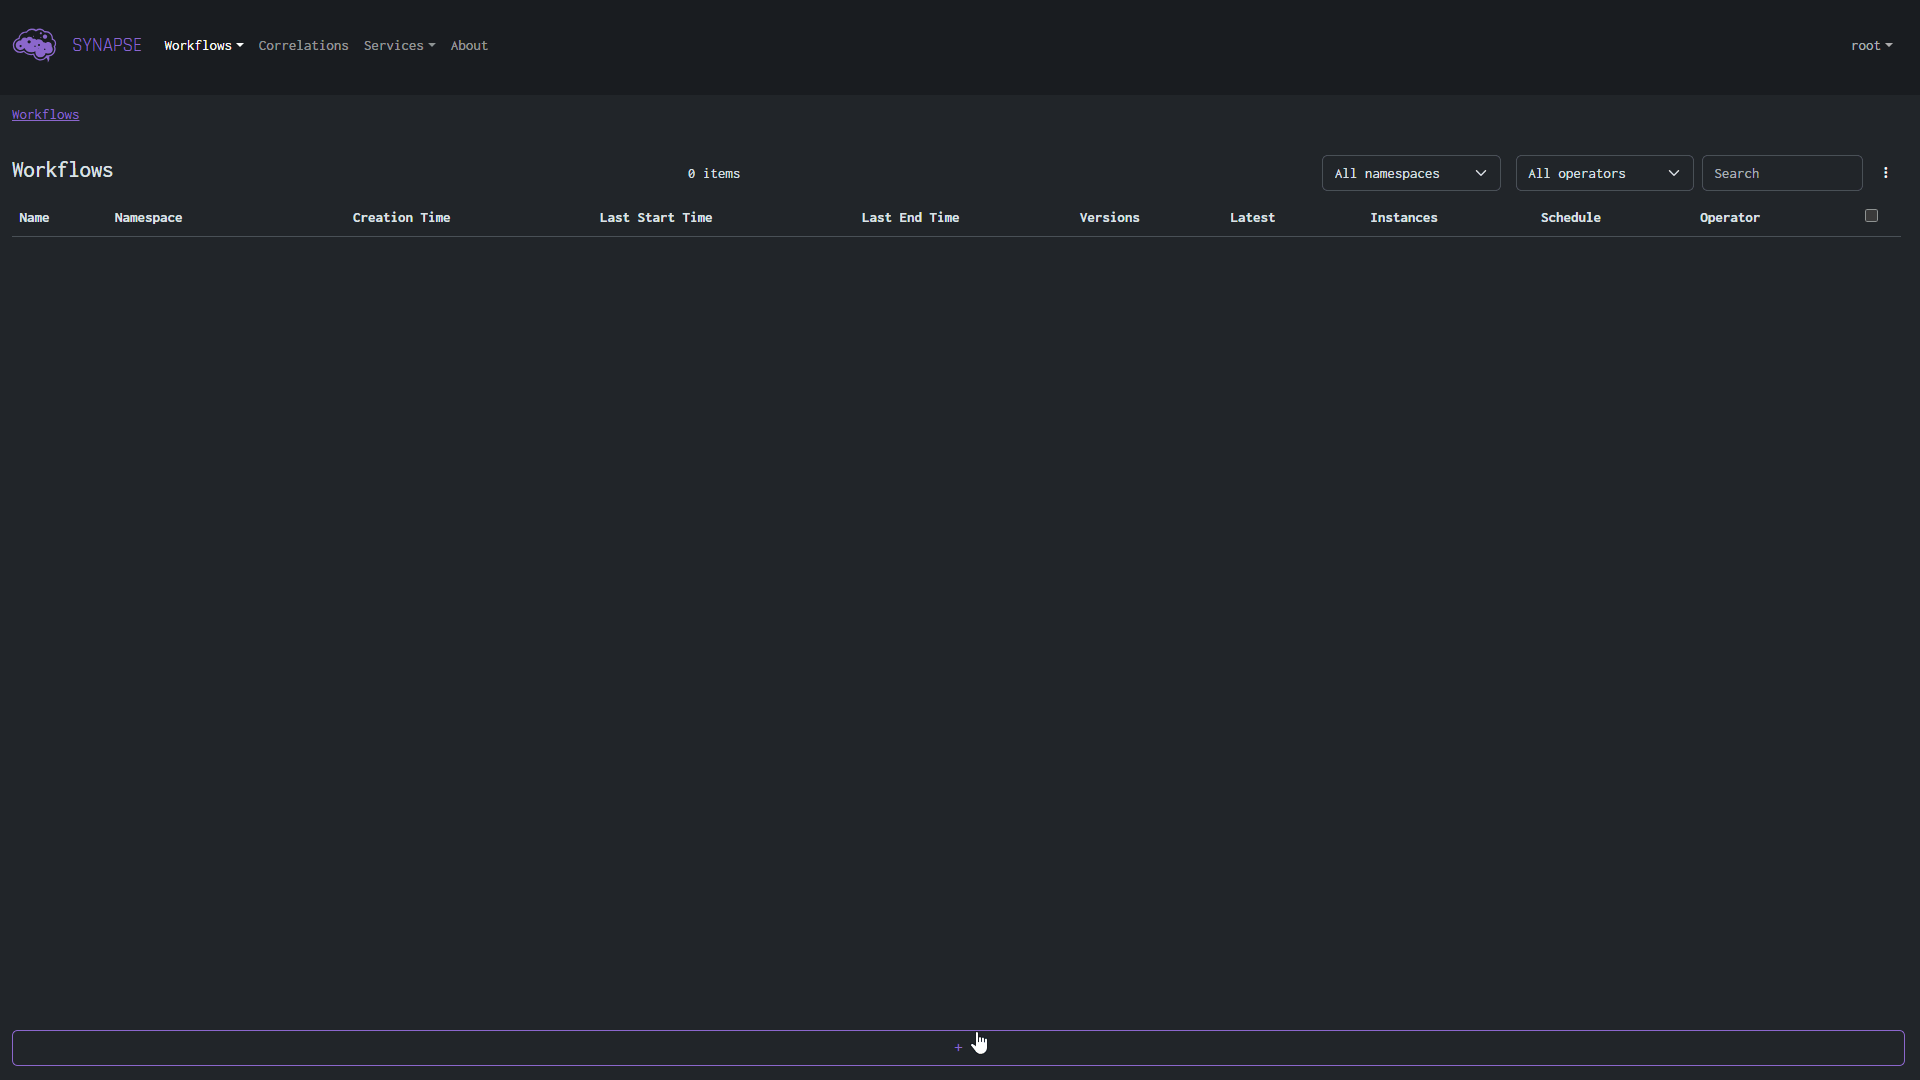 SYNAPSE Workflows Correlations Services About root
Workflows
Workflows 0 items All namespaces All operators Search
Name Namespace Creation Time Last Start Time Last End Time Versions Latest Instances Schedule Operator
+